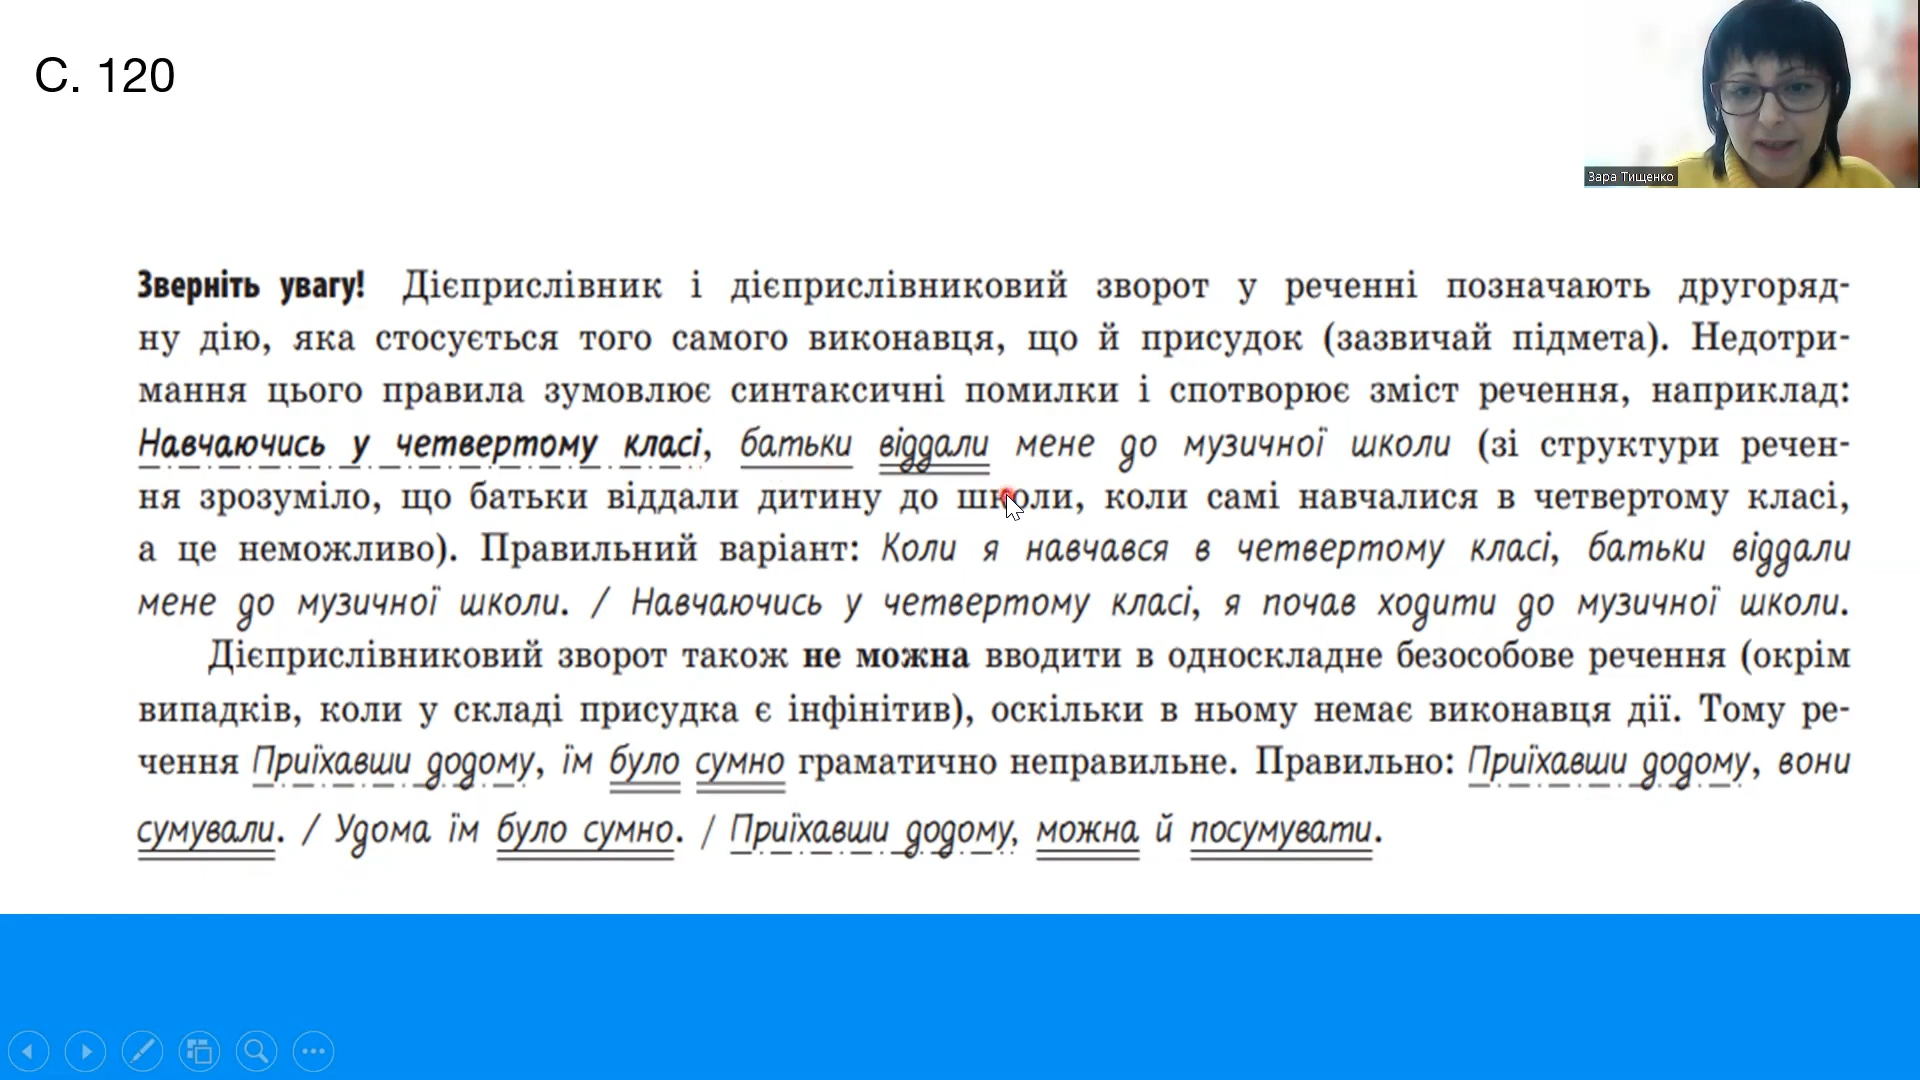 С. 120
Зара Тищенко
Зверніть увагу! Дієприслівник і дієприслівниковий зворот у реченні позначають другоряд-
ну дію, яка стосується того самого виконавця, що й присудок (зазвичай підмета). Недотри-
мання цього правила зумовлює синтаксичні помилки і спотворює зміст речення, наприклад:
Навчаючись у четвертому класі, батьки віддали мене до музичної школи (зі структури речен-
ня зрозуміло, що батьки віддали дитину до школи, коли самі навчалися в четвертому класі,
а це неможливо). Правильний варіант: Коли я навчався в четвертому класі, батьки віддали
мене до музичної школи. / Навчаючись у четвертому класі, я почав ходити до музичної школи.
Дієприслівниковий зворот також не можна вводити в односкладне безособове речення (окрім
випадків, коли у складі присудка є інфінітив), оскільки в ньому немає виконавця дії. Тому ре-
чення Приїхавши додому, їм було сумно граматично неправильне. Правильно: Приїхавши додому, вони
сумували. / Удома їм було сумно. / Приїхавши додому, можна й посумувати.